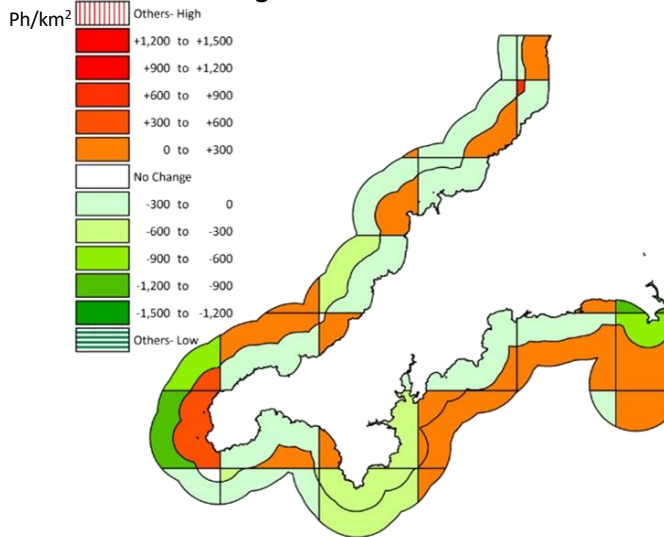 Ph/km²
Others- High
+1,200 to +1,500
+900 to +1,200
+600 to +900
+300 to +600
0 to +300
No Change
-300 to 0
-600 to -300
-900 to -600
-1,200 to -900
-1,500 to -1,200
Others- Low